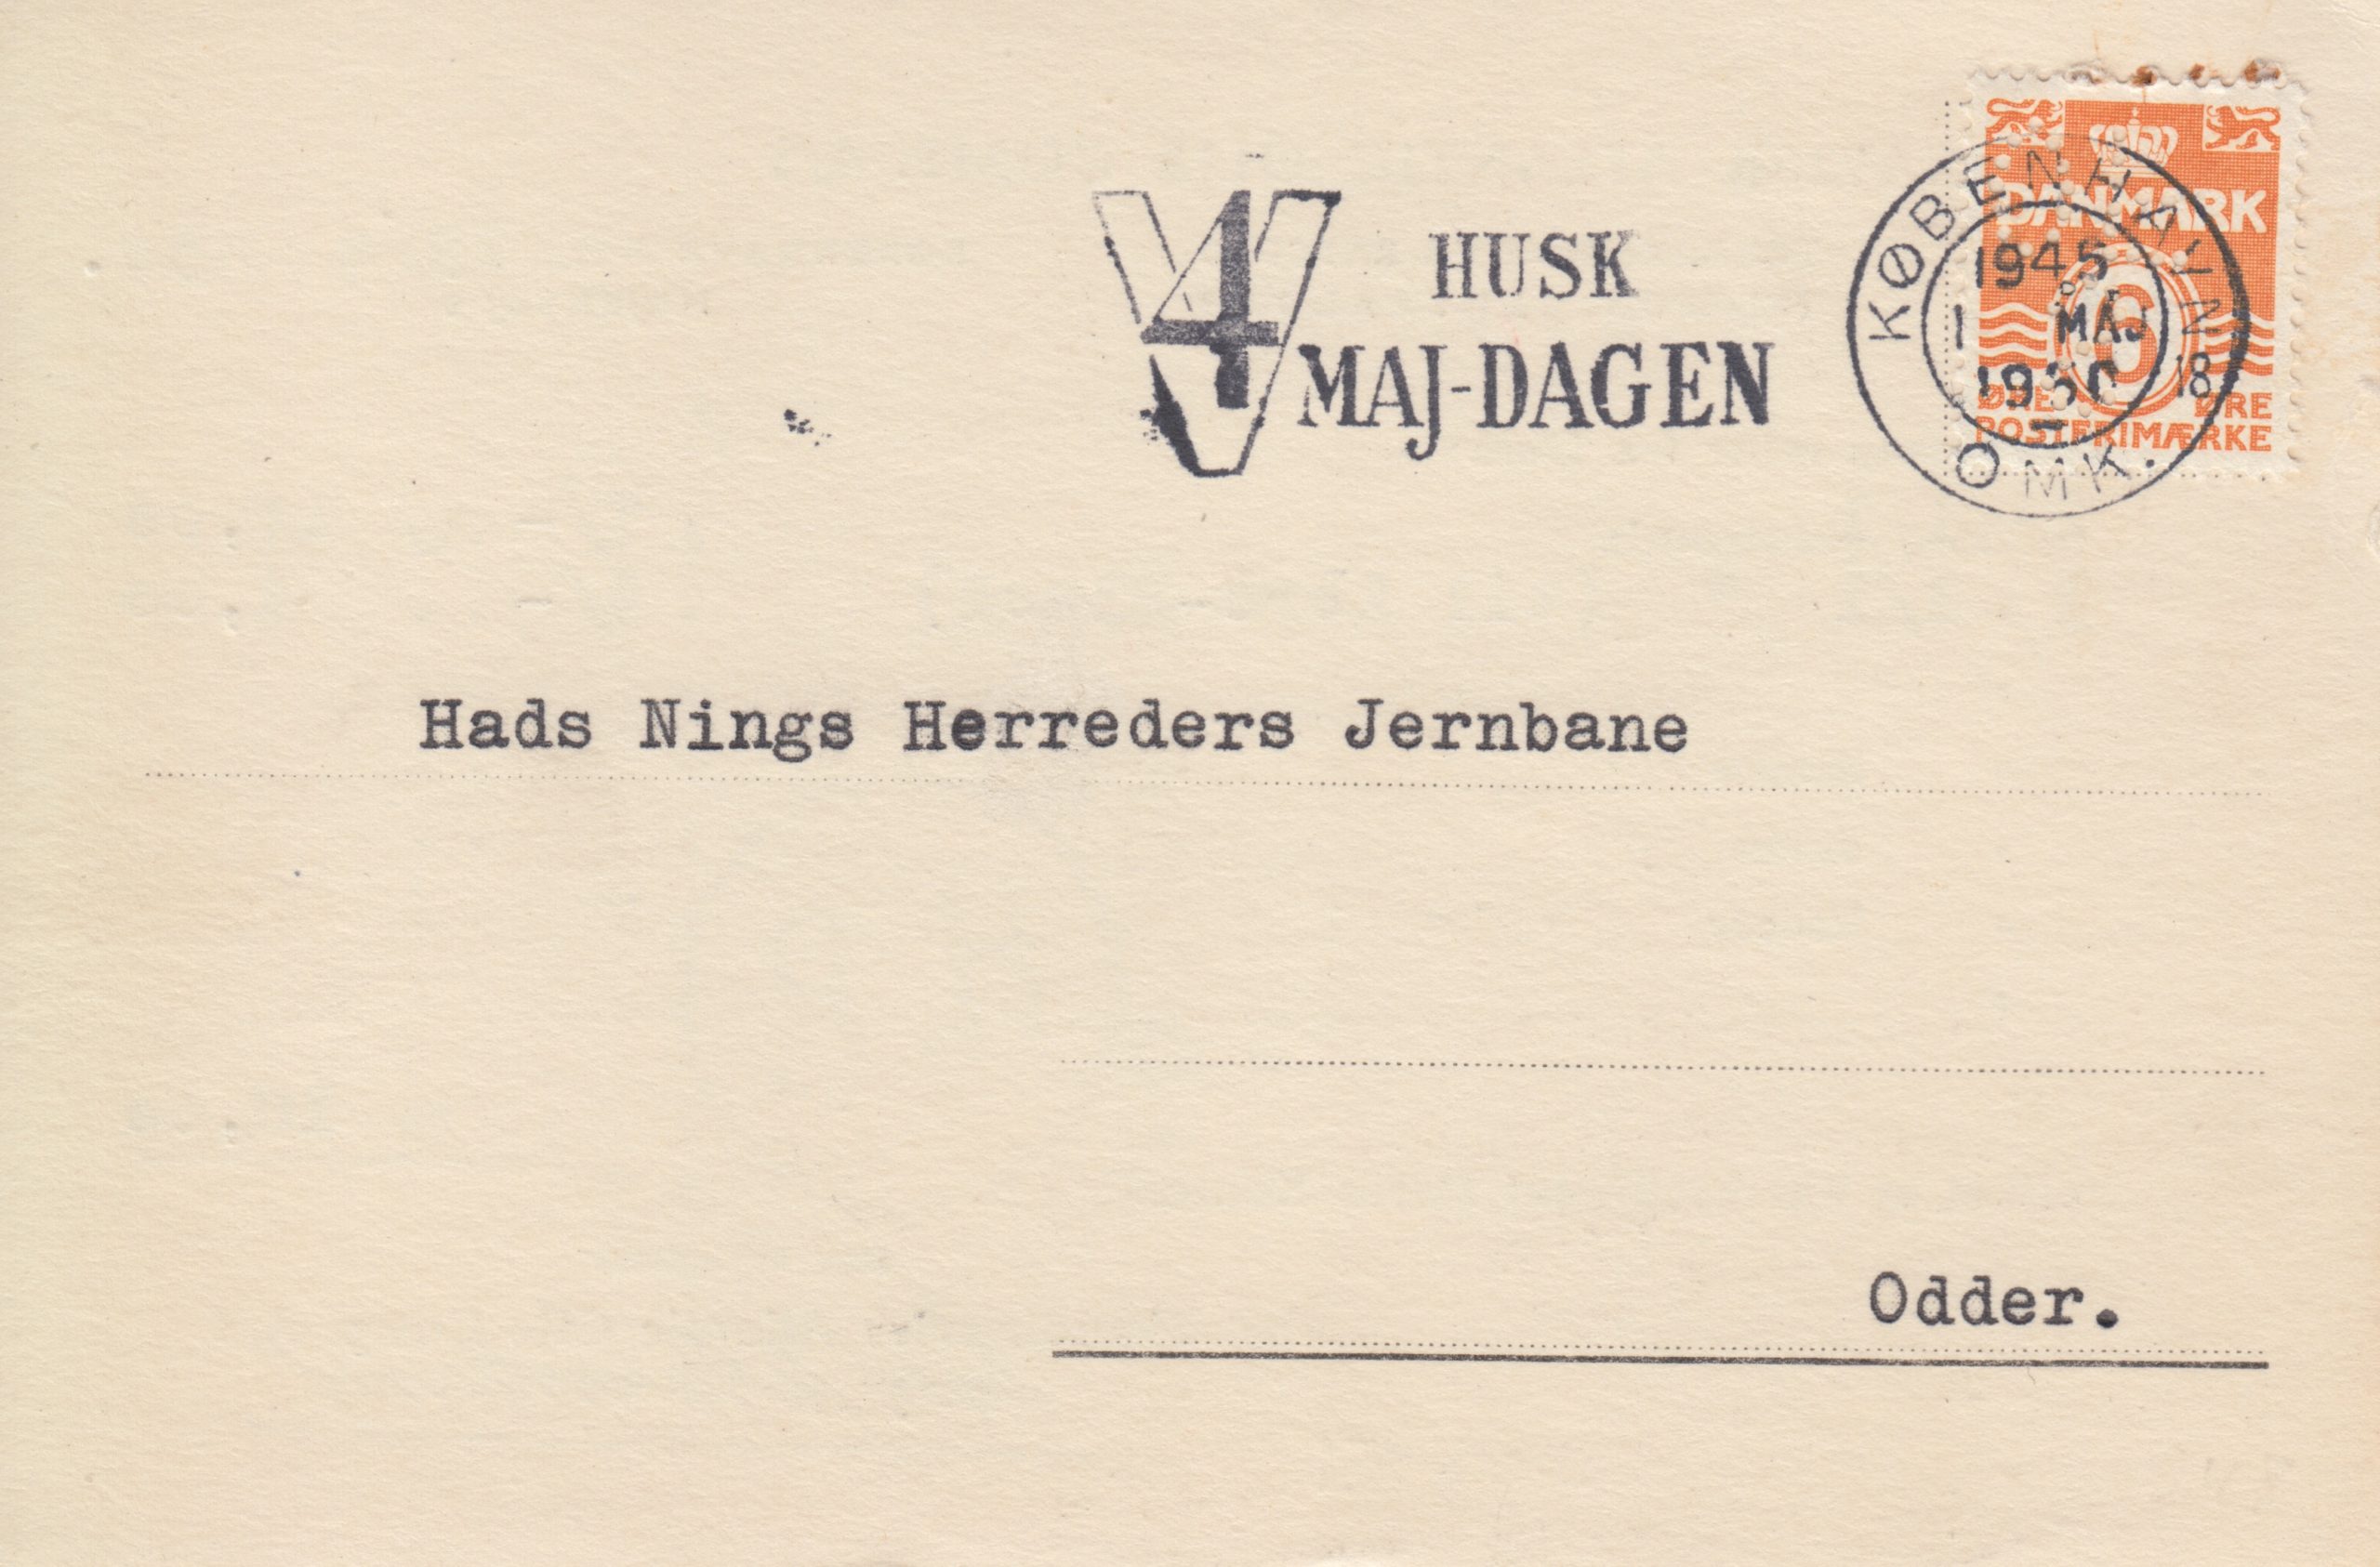 4
HUSK
MAJ-DAGEN
KØBENHAVN
OMK.
1945
1 MAJ
1950
18
DANMARK
6
ØRE ØRE
POSTFRIMÆRKE
Hads Nings Herreders Jernbane
Odder.